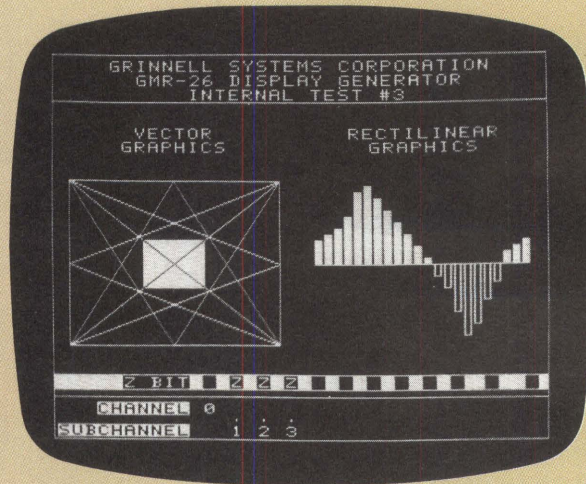 GRINNELL SYSTEMS CORPORATION
GMR-26 DISPLAY GENERATOR
INTERNAL TEST #3
VECTOR
GRAPHICS
RECTILINEAR
GRAPHICS
Z BIT Z Z Z
CHANNEL 0 . . .
SUBCHANNEL 1 2 3